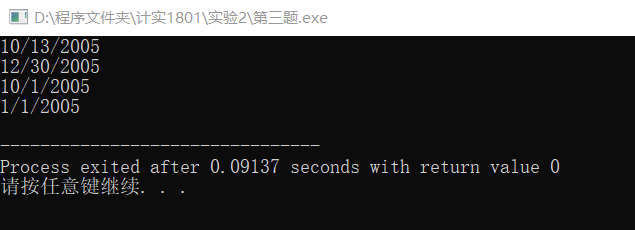 D:\程序文件夹\计实1801\实验2\第三题.exe
10/13/2005
12/30/2005
10/1/2005
1/1/2005
--------------------------------
Process exited after 0.09137 seconds with return value 0
请按任意键继续. . .